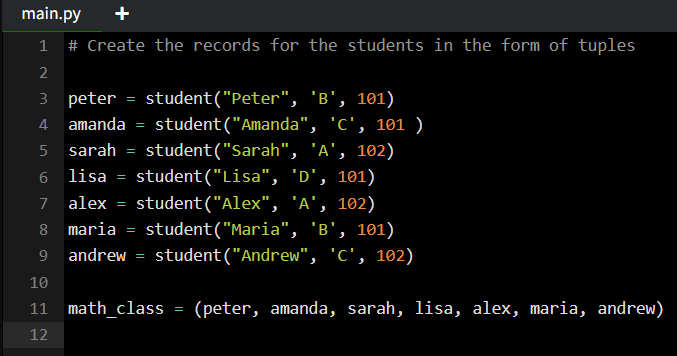 main.py +
1 # Create the records for the students in the form of tuples
2
3 peter = student("Peter", 'B', 101)
4 amanda = student("Amanda", 'C', 101 )
5 sarah = student("Sarah", 'A', 102)
6 lisa = student("Lisa", 'D', 101)
7 alex = student("Alex", 'A', 102)
8 maria = student("Maria", 'B', 101)
9 andrew = student("Andrew", 'C', 102)
10
11 math_class = (peter, amanda, sarah, lisa, alex, maria, andrew)
12